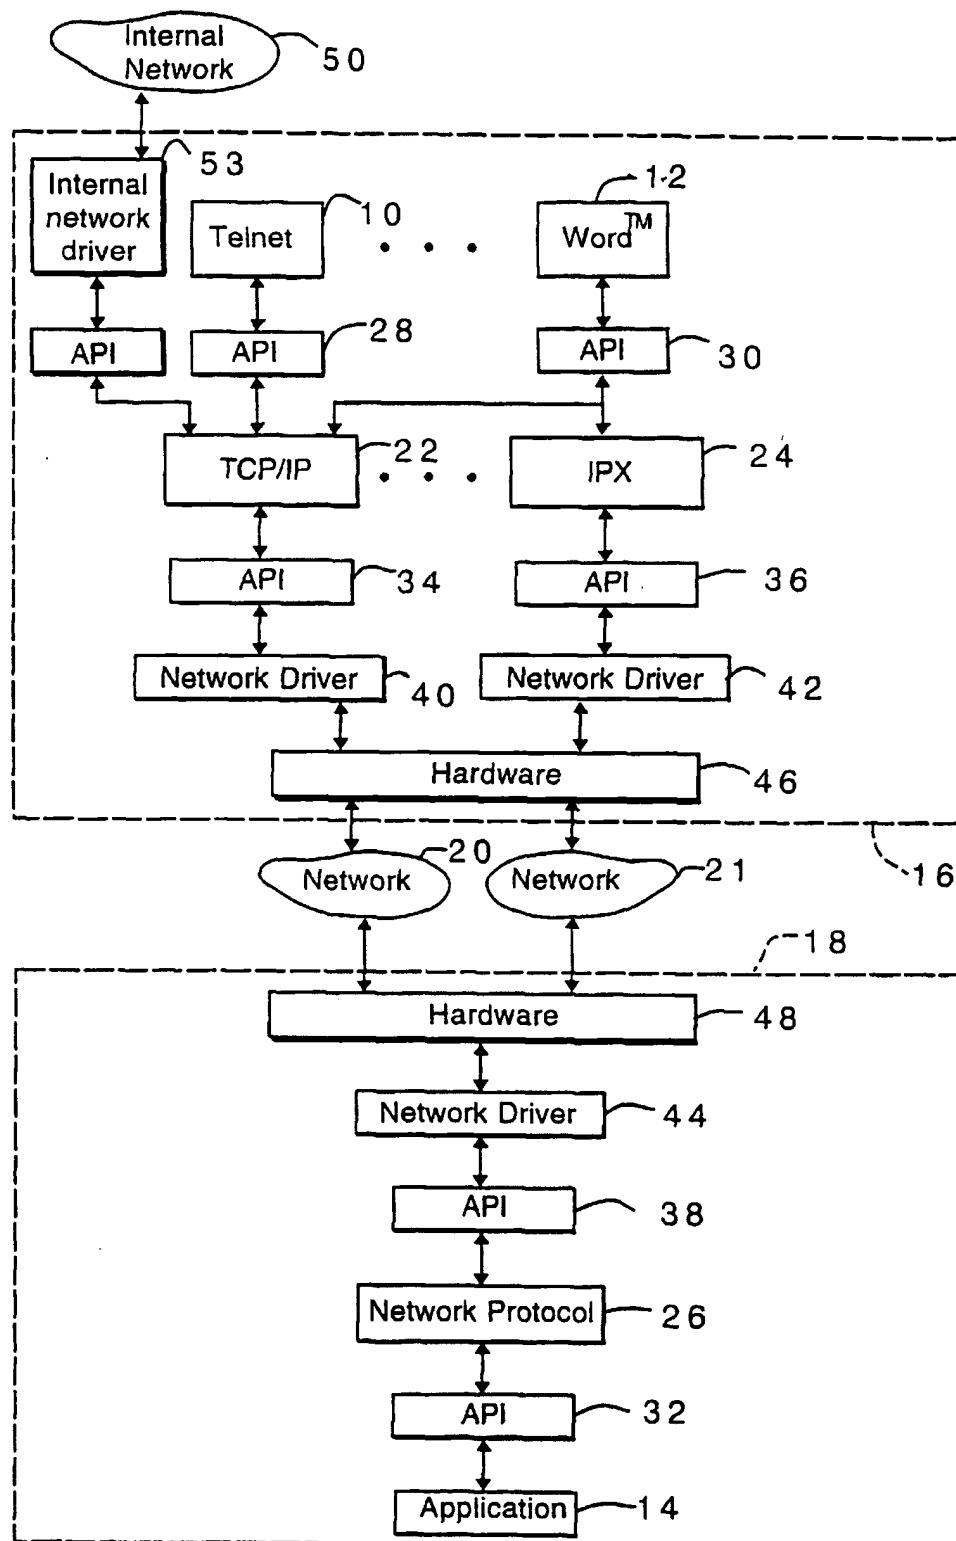 Internal
Network
50
53
Internal
network
driver
10
Telnet
12
Word™
API
28
API
30
API
22
TCP/IP
24
IPX
34
API
36
API
Network Driver
40
Network Driver
42
Hardware
46
16
20
Network
21
Network
18
Hardware
48
Network Driver
44
API
38
Network Protocol
26
API
32
Application
14